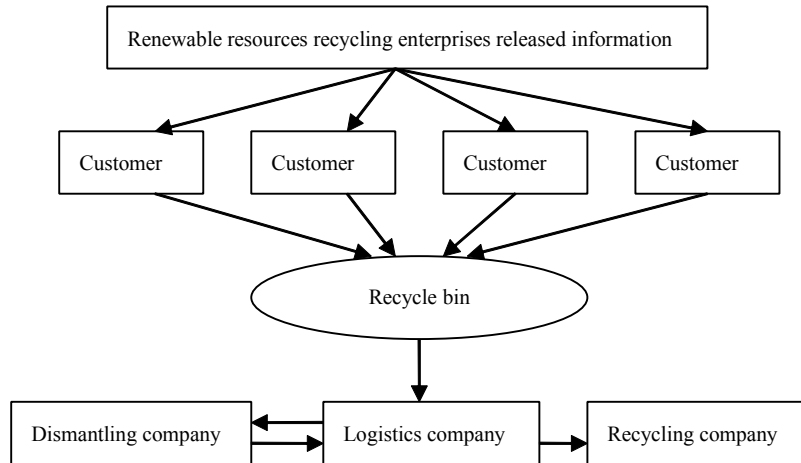 Renewable resources recycling enterprises released information
Customer
Customer
Customer
Customer
Recycle bin
Dismantling company
Logistics company
Recycling company